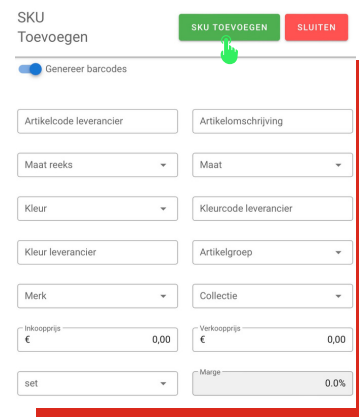 SKU
Toevoegen
SKU TOEVOEGEN
SLUITEN
Genereer barcodes
Artikelcode leverancier
Artikelomschrijving
Maat reeks
Maat
Kleur
Kleurcode leverancier
Kleur leverancier
Artikelgroep
Merk
Collectie
Inkoopprijs
€ 0,00
Verkoopprijs
€ 0,00
set
Marge
0.0%